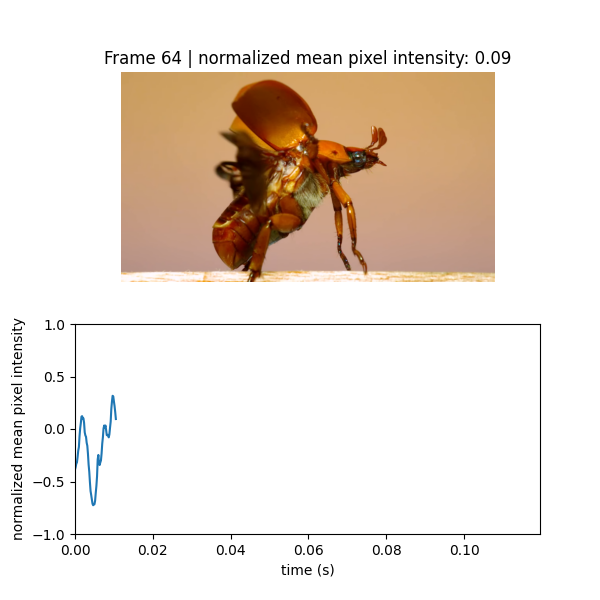 Frame 64 | normalized mean pixel intensity: 0.09
1.0
0.5
0.0
−0.5
−1.0
normalized mean pixel intensity
0.00 0.02 0.04 0.06 0.08 0.10
time (s)